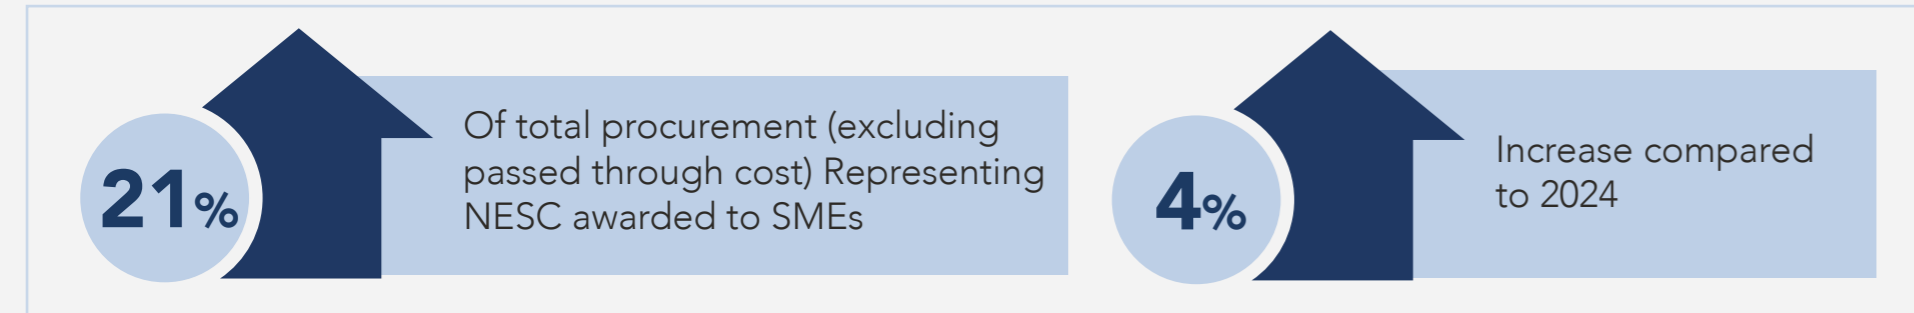 21%
Of total procurement (excluding
passed through cost) Representing
NESC awarded to SMEs
4%
Increase compared
to 2024